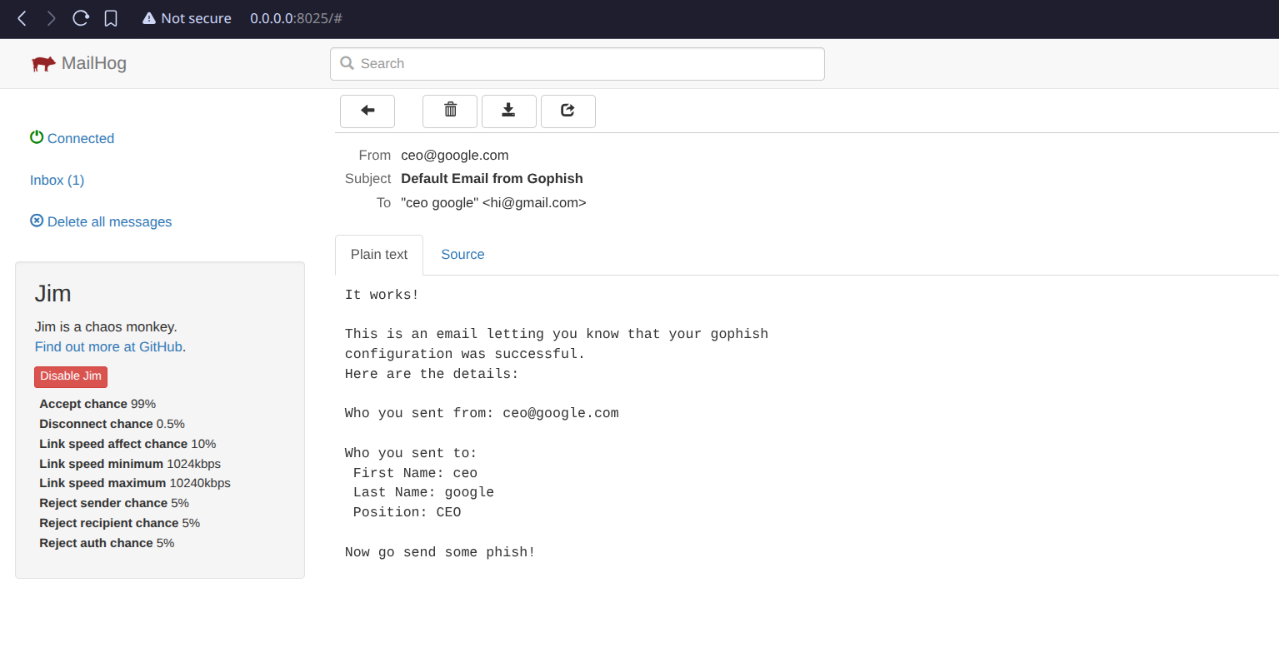 Not secure 0.0.0.0:8025/#
MailHog
Search
Connected
Inbox (1)
Delete all messages
Jim
Jim is a chaos monkey.
Find out more at GitHub.
Disable Jim
Accept chance 99%
Disconnect chance 0.5%
Link speed affect chance 10%
Link speed minimum 1024kbps
Link speed maximum 10240kbps
Reject sender chance 5%
Reject recipient chance 5%
Reject auth chance 5%
From ceo@google.com
Subject Default Email from Gophish
To "ceo google" <hi@gmail.com>
Plain text Source
It works!
This is an email letting you know that your gophish
configuration was successful.
Here are the details:
Who you sent from: ceo@google.com
Who you sent to:
First Name: ceo
Last Name: google
Position: CEO
Now go send some phish!